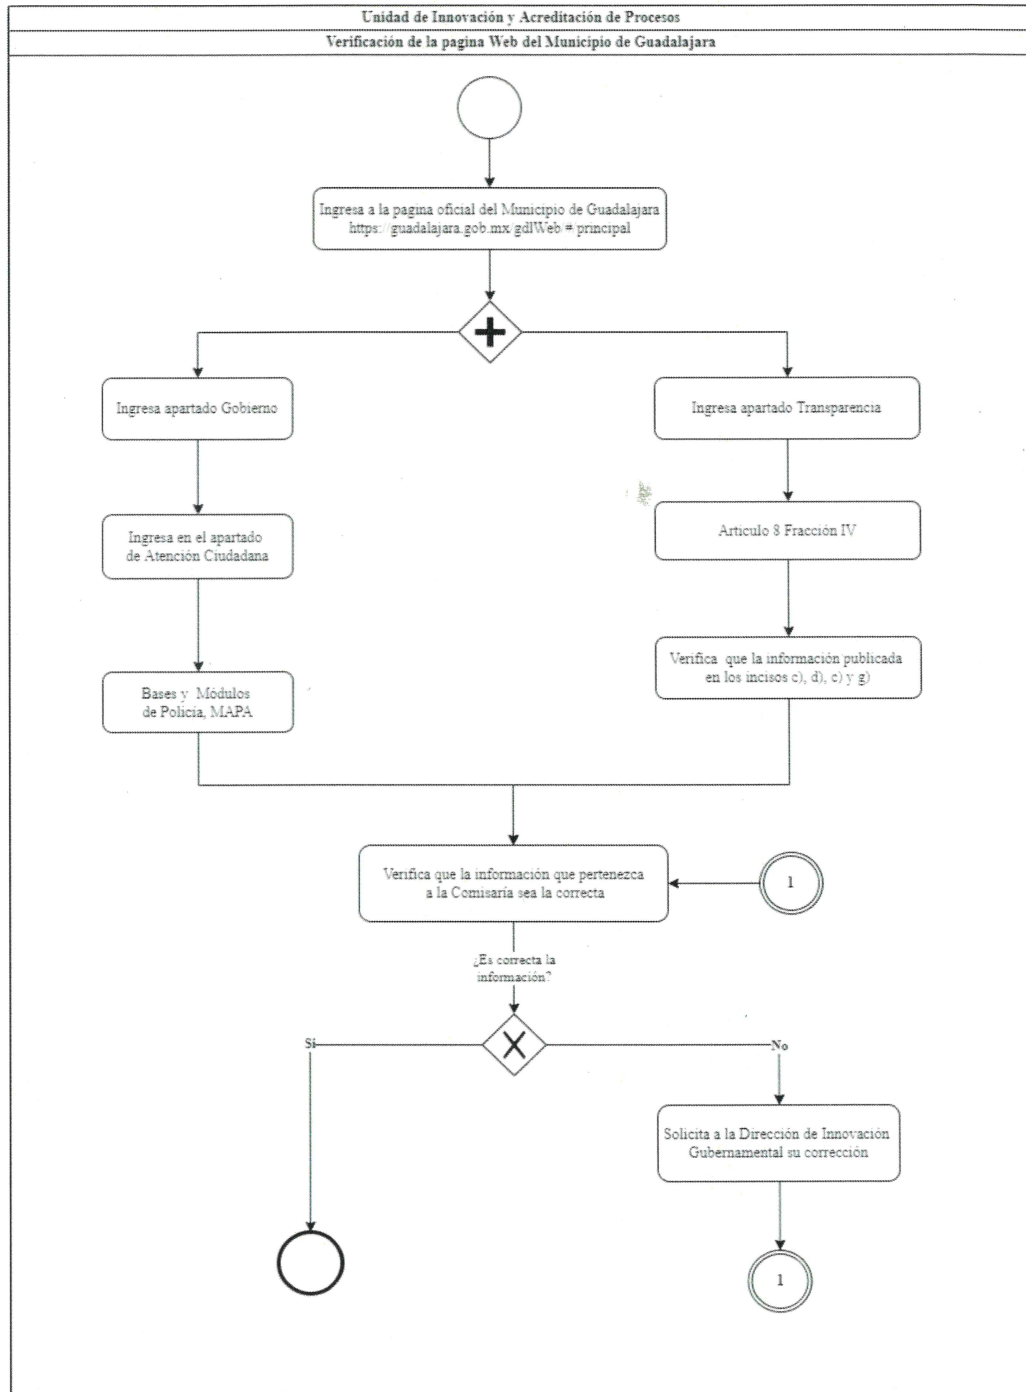 Unidad de Innovación y Acreditación de Procesos
Verificación de la pagina Web del Municipio de Guadalajara
Ingresa a la pagina oficial del Municipio de Guadalajara
https://guadalajara.gob.mx/gdlWeb/#/principal
Ingresa apartado Gobierno
Ingresa apartado Transparencia
Ingresa en el apartado
de Atención Ciudadana
Articulo 8 Fracción IV
Bases y Módulos
de Policía, MAPA
Verifica que la información publicada
en los incisos c), d), c) y g)
Verifica que la información que pertenezca
a la Comisaría sea la correcta
1
¿Es correcta la
información?
Si
No
Solicita a la Dirección de Innovación
Gubernamental su corrección
1